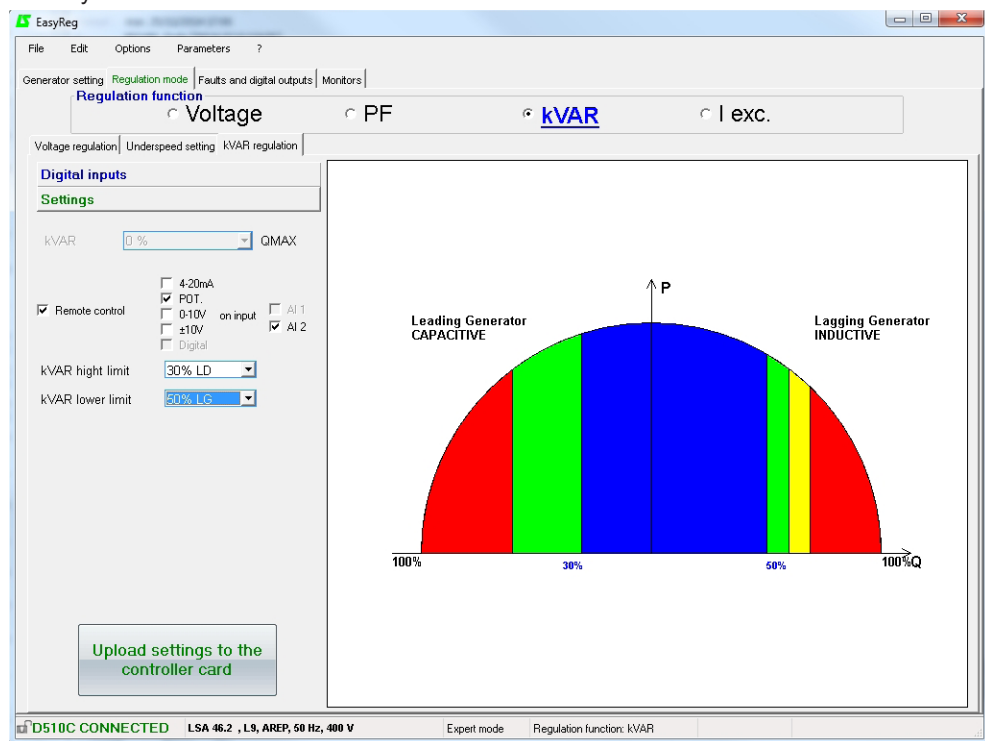 EasyReg
File Edit Options Parameters ?
Generator setting Regulation mode Faults and digital outputs Monitors
Regulation function
Voltage PF kVAR I exc.
Voltage regulation Underspeed setting kVAR regulation
Digital inputs
Settings
kVAR 0 % QMAX
4-20mA
POT.
Remote control 0-10V on input AI 1
±10V AI 2
Digital
kVAR hight limit 30% LD
kVAR lower limit 50% LG
Upload settings to the
controller card
P
Leading Generator
CAPACITIVE
Lagging Generator
INDUCTIVE
100% 30% 50% 100%Q
D510C CONNECTED LSA 46.2 , L9, AREP, 50 Hz, 400 V Expert mode Regulation function: kVAR